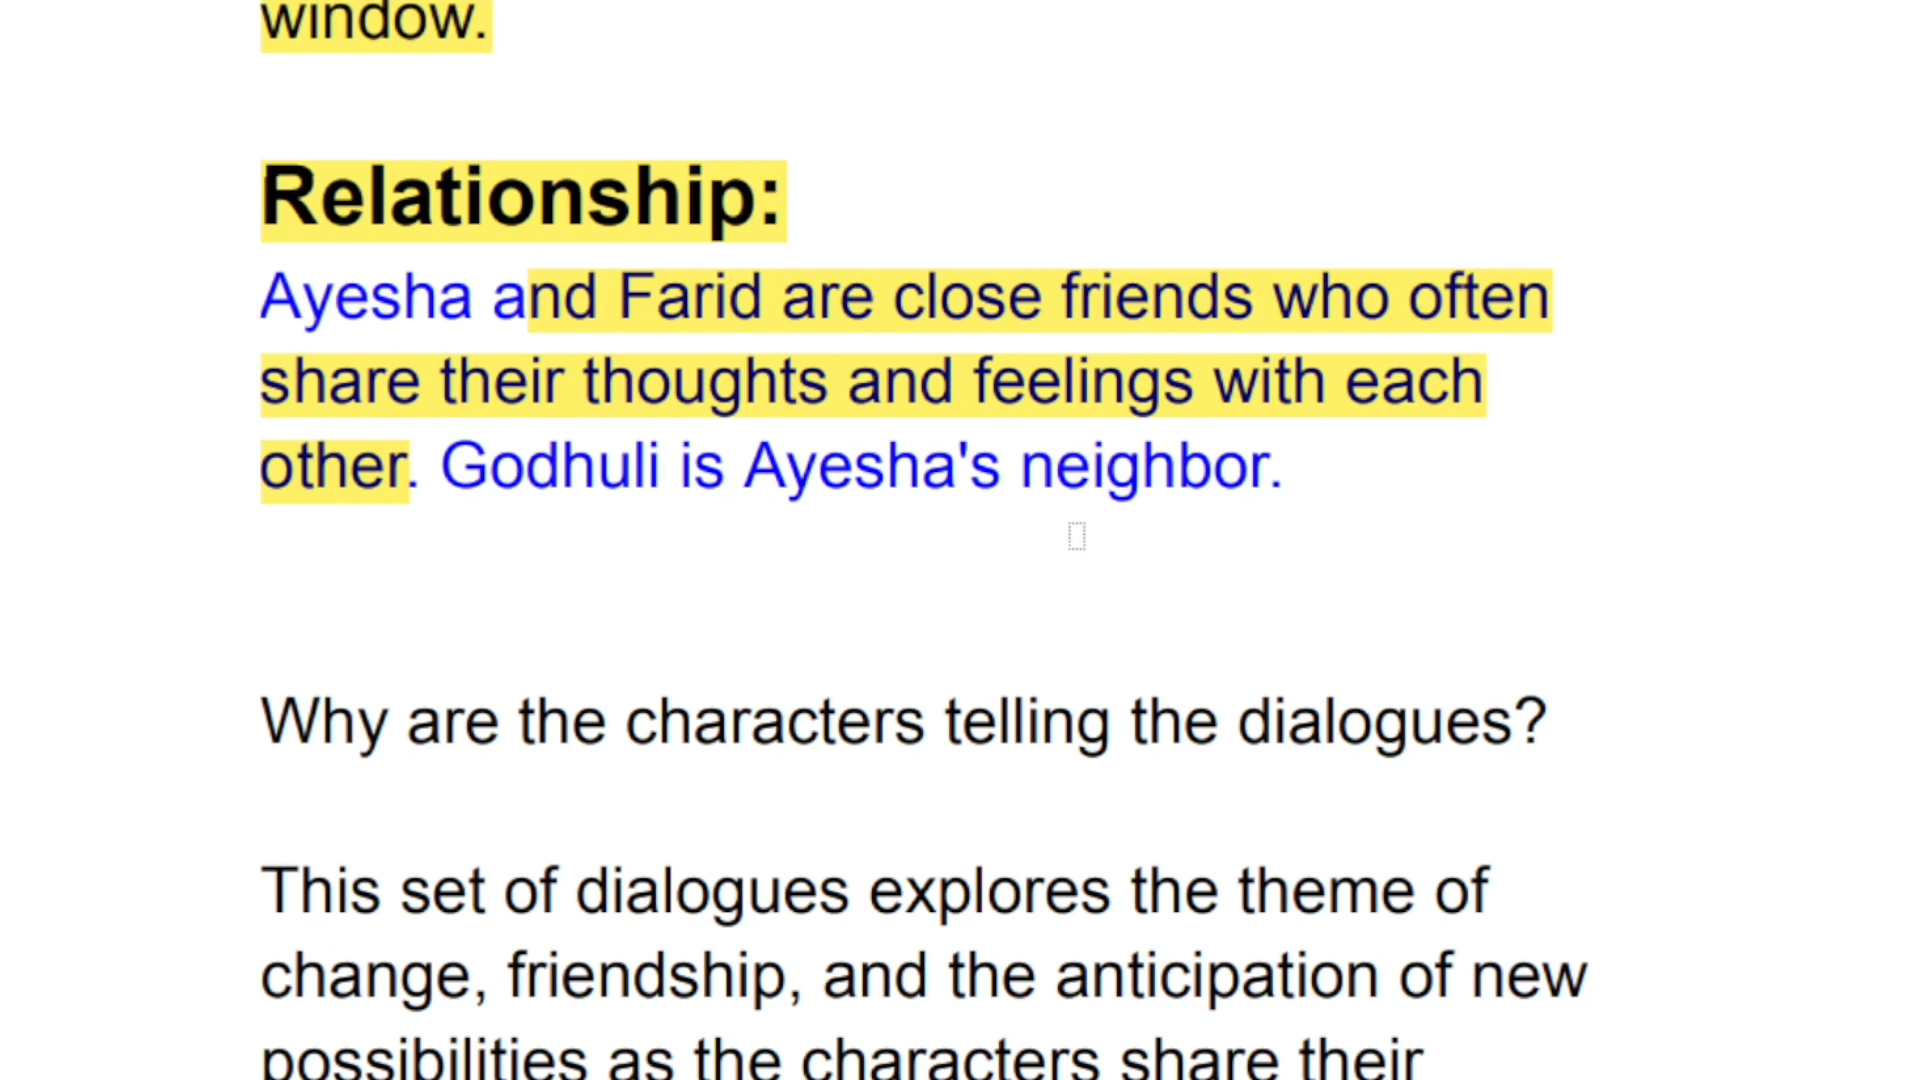 window.
Relationship:
Ayesha and Farid are close friends who often
share their thoughts and feelings with each
other. Godhuli is Ayesha's neighbor.
Why are the characters telling the dialogues?
This set of dialogues explores the theme of
change, friendship, and the anticipation of new
possibilities as the characters share their